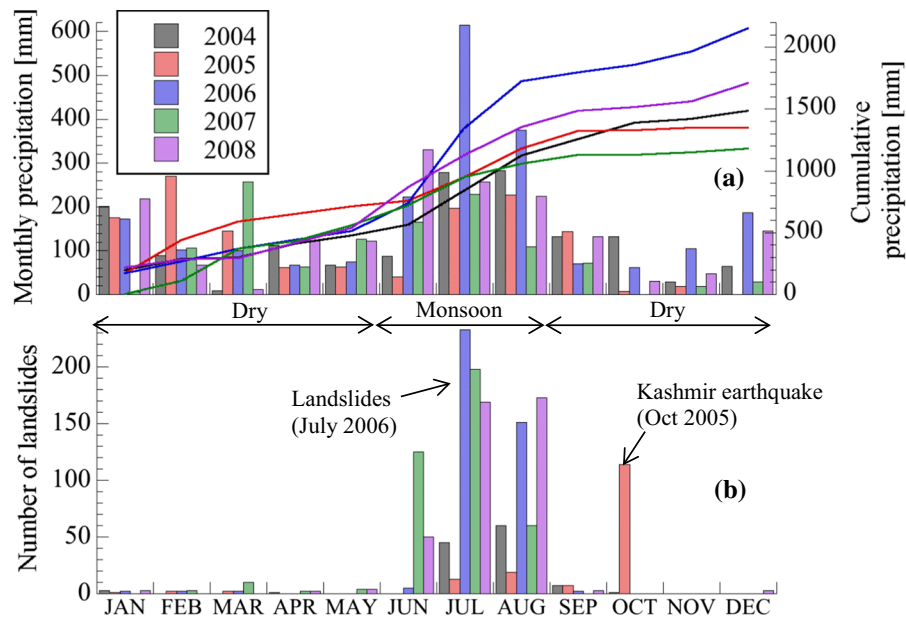 Monthly precipitation [mm]
600
500
400
300
200
100
0
2004
2005
2006
2007
2008
(a)
2000
1500
1000
500
0
Cumulative
precipitation [mm]
Dry
Monsoon
Dry
Number of landslides
200
150
100
50
0
Landslides
(July 2006)
Kashmir earthquake
(Oct 2005)
(b)
JAN FEB MAR APR MAY JUN JUL AUG SEP OCT NOV DEC